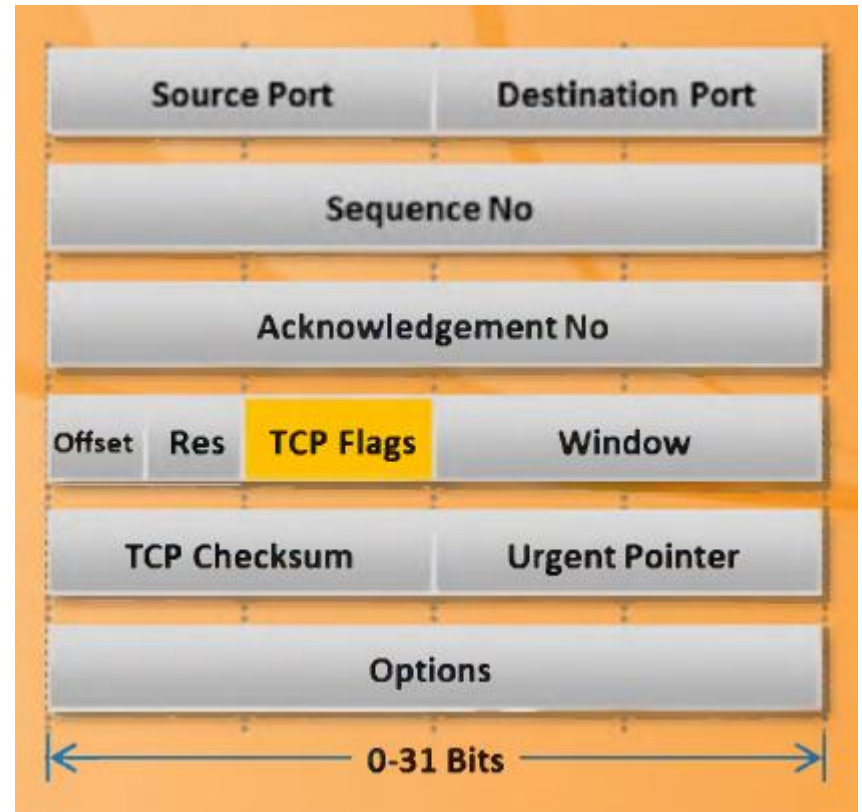 Source Port Destination Port
Sequence No
Acknowledgement No
Offset Res TCP Flags Window
TCP Checksum Urgent Pointer
Options
0-31 Bits